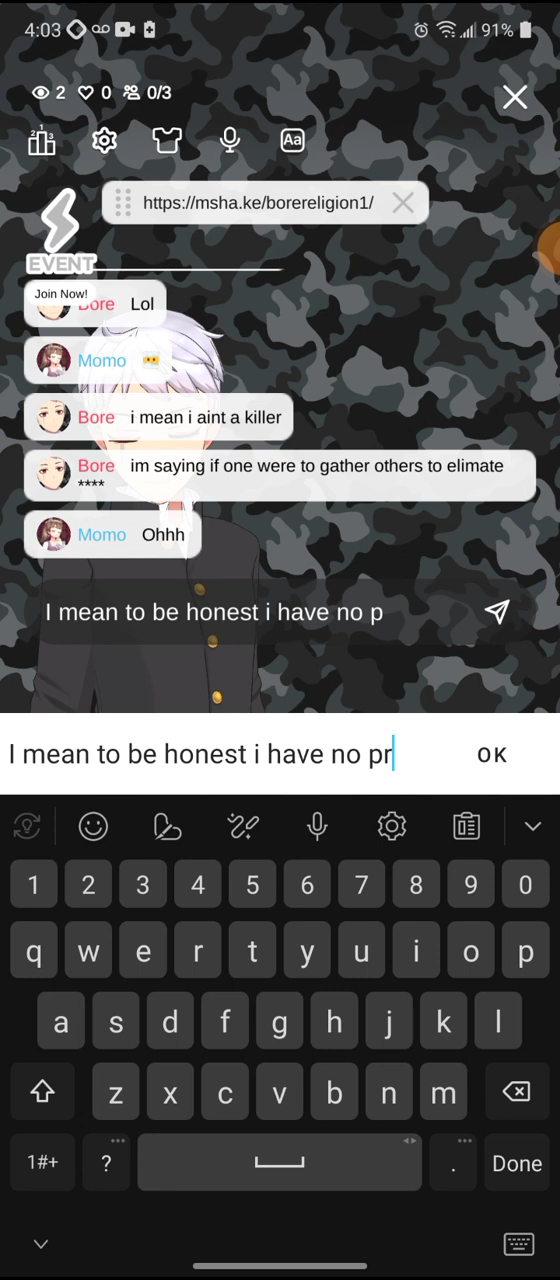 4:03
91%
2 0 0/3
Aa
https://msha.ke/borereligion1/
EVENT
Join Now!
Bore Lol
Momo
Bore i mean i aint a killer
Bore im saying if one were to gather others to elimate
****
Momo Ohhh
I mean to be honest i have no p
I mean to be honest i have no pr OK
1 2 3 4 5 6 7 8 9 0
q w e r t y u i o p
a s d f g h j k l
z x c v b n m
1#+ ? . Done